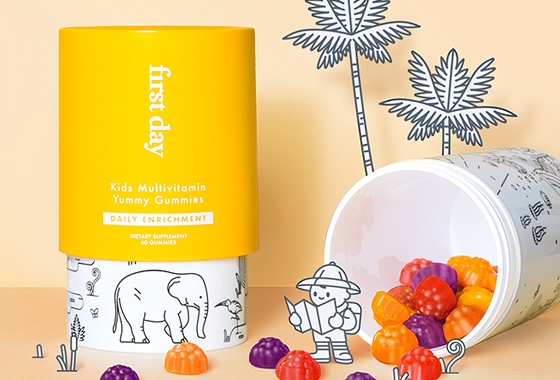 first day
Kids Multivitamin
Yummy Gummies
DAILY ENRICHMENT
DIETARY SUPPLEMENT
60 GUMMIES